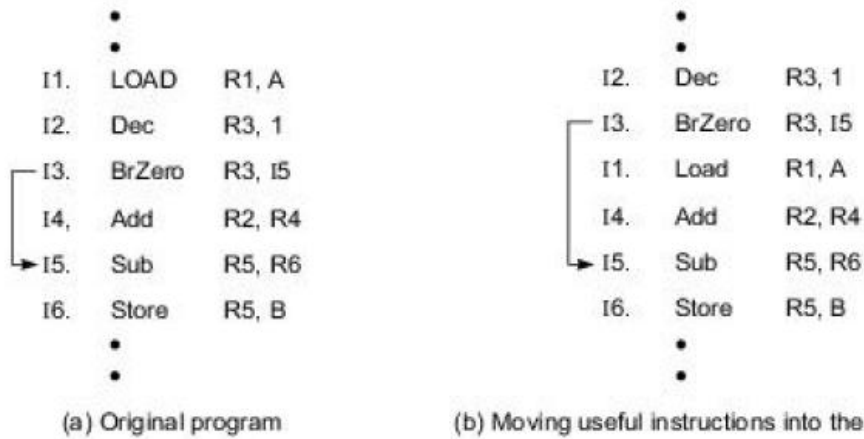 I1. LOAD R1, A
I2. Dec R3, 1
I3. BrZero R3, I5
I4, Add R2, R4
I5. Sub R5, R6
I6. Store R5, B
(a) Original program
I2. Dec R3, 1
I3. BrZero R3, I5
I1. Load R1, A
I4. Add R2, R4
I5. Sub R5, R6
I6. Store R5, B
(b) Moving useful instructions into the